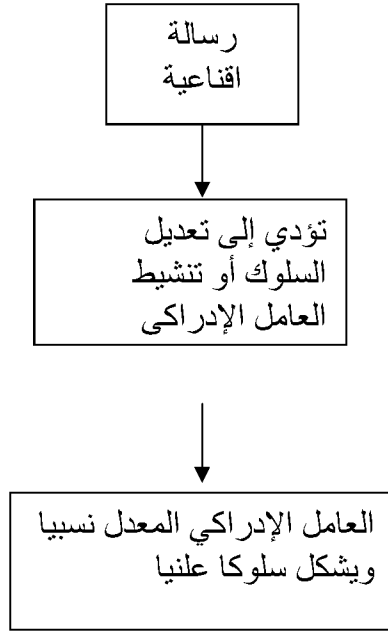 رسالة
اقناعية
تؤدي إلى تعديل
السلوك أو تنشيط
العامل الإدراكى
العامل الإدراكي المعدل نسبيا
ويشكل سلوكا علنيا